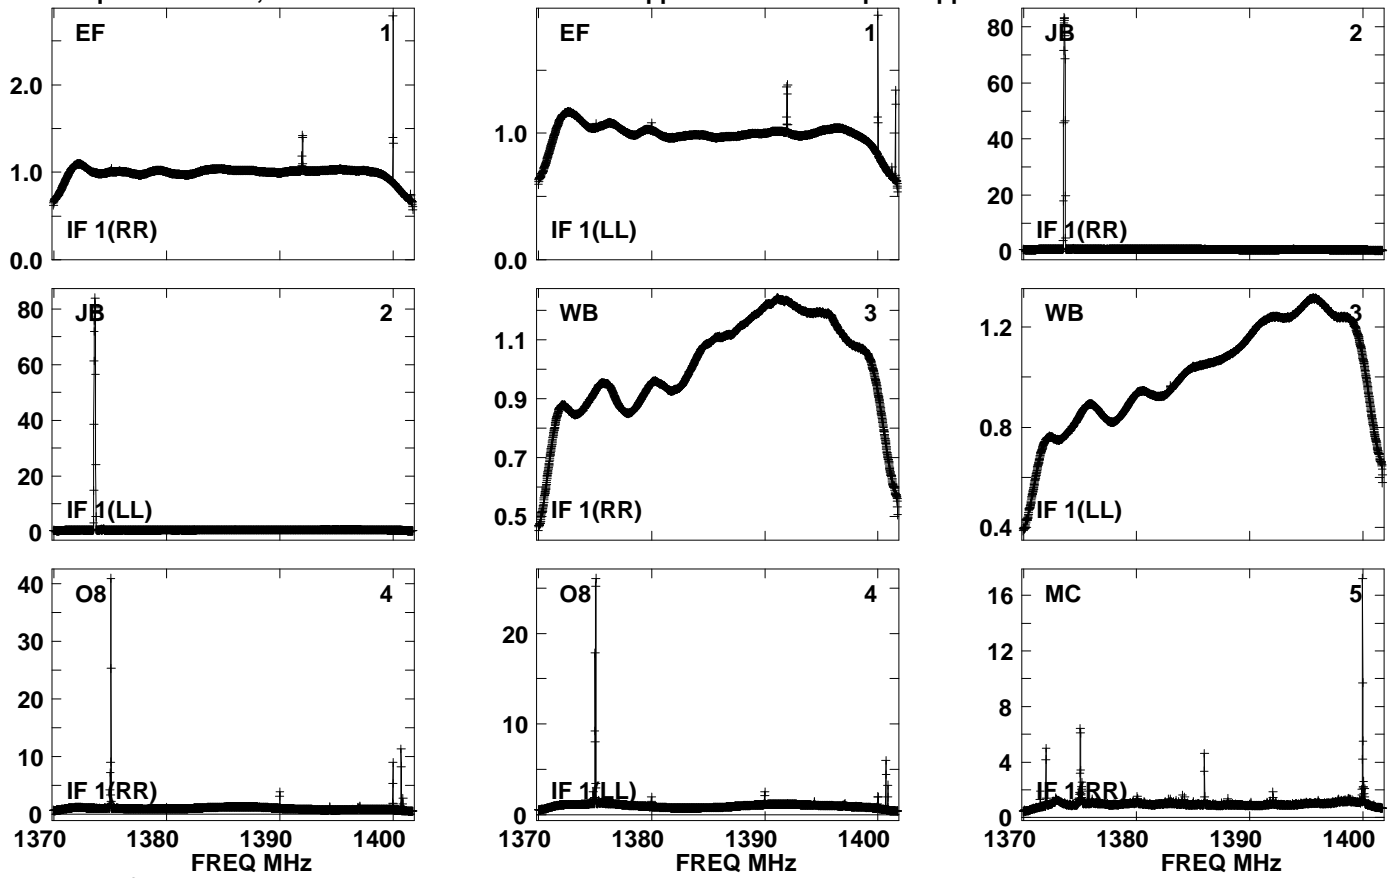 EF 1 EF 1 JB 2
80
60
2.0
1.0 1.0
40
20
IF 1(RR) IF 1(LL) IF 1(RR)
0.0 0.0 0
JB 2 WB 3 WB 3
80
60
40
20
0
IF 1(LL)
1.1
0.9
0.7
0.5
IF 1(RR)
1.2
0.8
0.4
IF 1(LL)
O8 4 O8 4 MC 5
40
30
20
10
0
IF 1(RR)
20
10
0
IF 1(LL)
16
12
8
4
0
IF 1(RR)
1370 1380 1390 1400 1370 1380 1390 1400 1370 1380 1390 1400
FREQ MHz FREQ MHz FREQ MHz